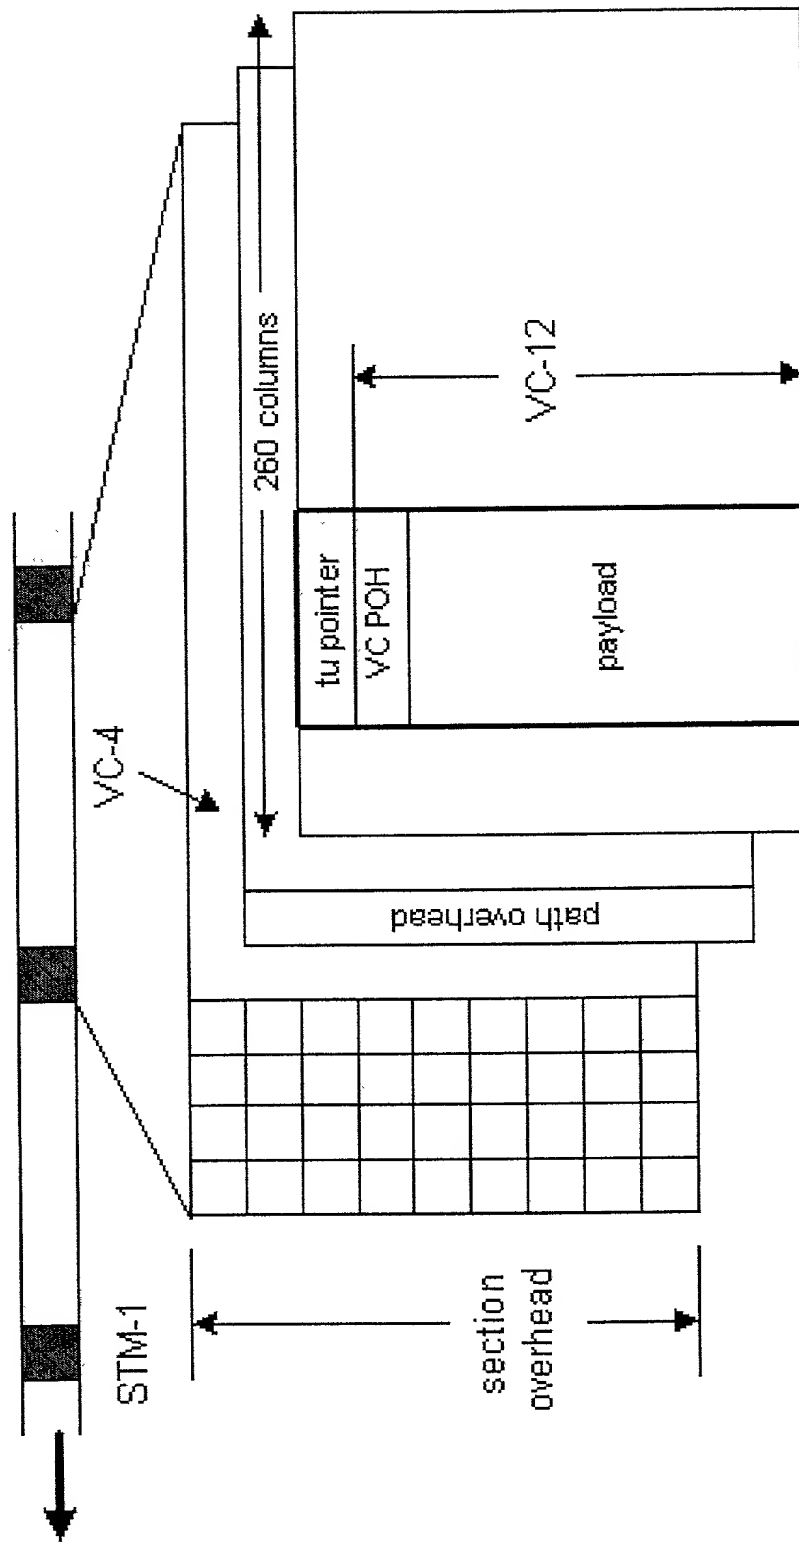 STM-1
VC-4
section
overhead
path overhead
260 columns
tu pointer
VC POH
payload
VC-12